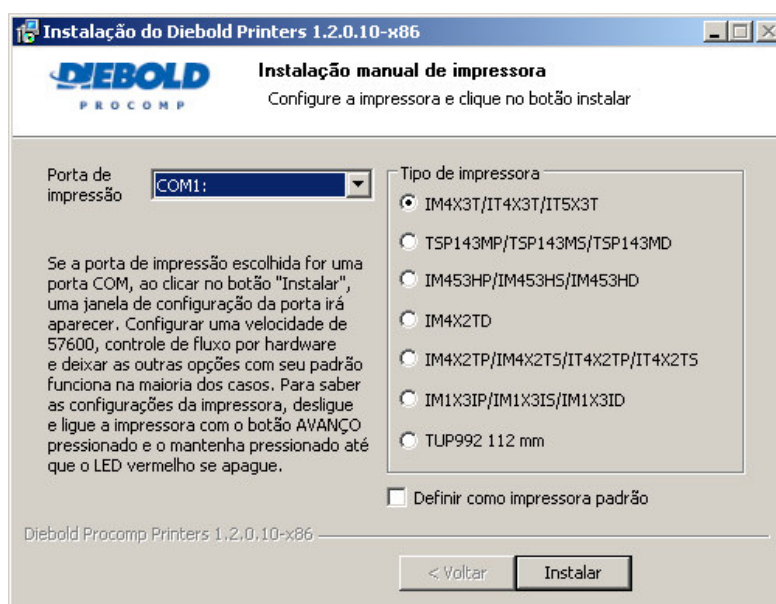 Instalação do Diebold Printers 1.2.0.10-x86
DIEBOLD
PROCOMP
Instalação manual de impressora
Configure a impressora e clique no botão instalar
Porta de
impressão
COM1:
Se a porta de impressão escolhida for uma
porta COM, ao clicar no botão "Instalar",
uma janela de configuração da porta irá
aparecer. Configurar uma velocidade de
57600, controle de fluxo por hardware
e deixar as outras opções com seu padrão
funciona na maioria dos casos. Para saber
as configurações da impressora, desligue
e ligue a impressora com o botão AVANÇO
pressionado e o mantenha pressionado até
que o LED vermelho se apague.
Tipo de impressora
IM4X3T/IT4X3T/IT5X3T
TSP143MP/TSP143MS/TSP143MD
IM453HP/IM453HS/IM453HD
IM4X2TD
IM4X2TP/IM4X2TS/IT4X2TP/IT4X2TS
IM1X3IP/IM1X3IS/IM1X3ID
TUP992 112 mm
Definir como impressora padrão
Diebold Procomp Printers 1.2.0.10-x86
< Voltar
Instalar